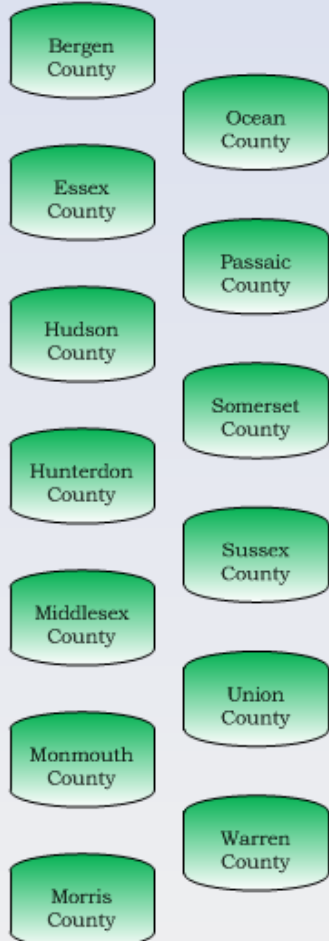 Bergen
County
Essex
County
Hudson
County
Hunterdon
County
Middlesex
County
Monmouth
County
Morris
County
Ocean
County
Passaic
County
Somerset
County
Sussex
County
Union
County
Warren
County